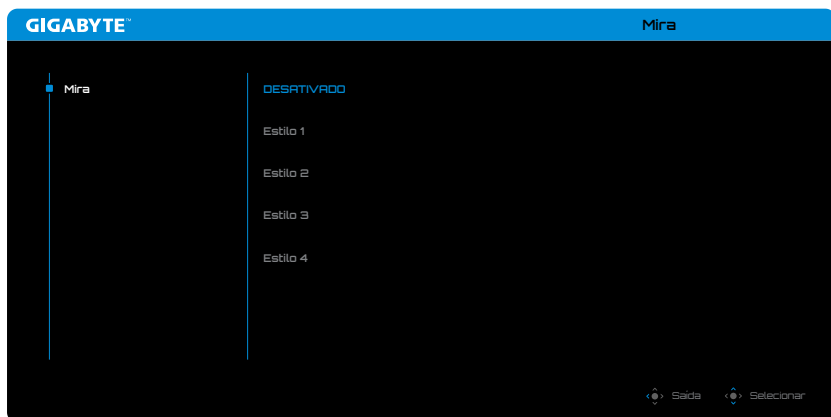 GIGABYTE™
Mira
Mira
DESATIVADO
Estilo 1
Estilo 2
Estilo 3
Estilo 4
Saída Selecionar